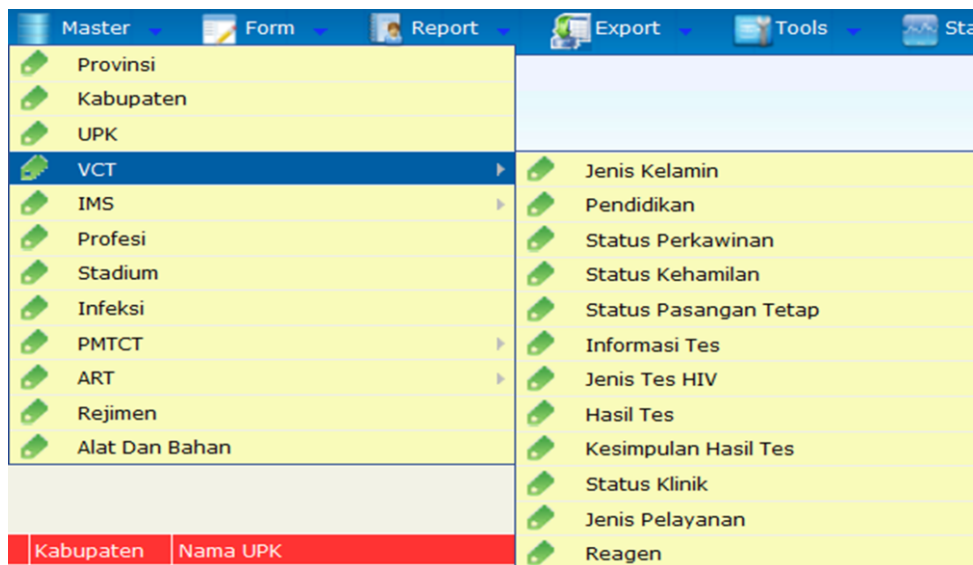 Master Form Report Export Tools Sta
Provinsi
Kabupaten
UPK
VCT
IMS
Profesi
Stadium
Infeksi
PMTCT
ART
Rejimen
Alat Dan Bahan
Jenis Kelamin
Pendidikan
Status Perkawinan
Status Kehamilan
Status Pasangan Tetap
Informasi Tes
Jenis Tes HIV
Hasil Tes
Kesimpulan Hasil Tes
Status Klinik
Jenis Pelayanan
Reagen
Kabupaten Nama UPK